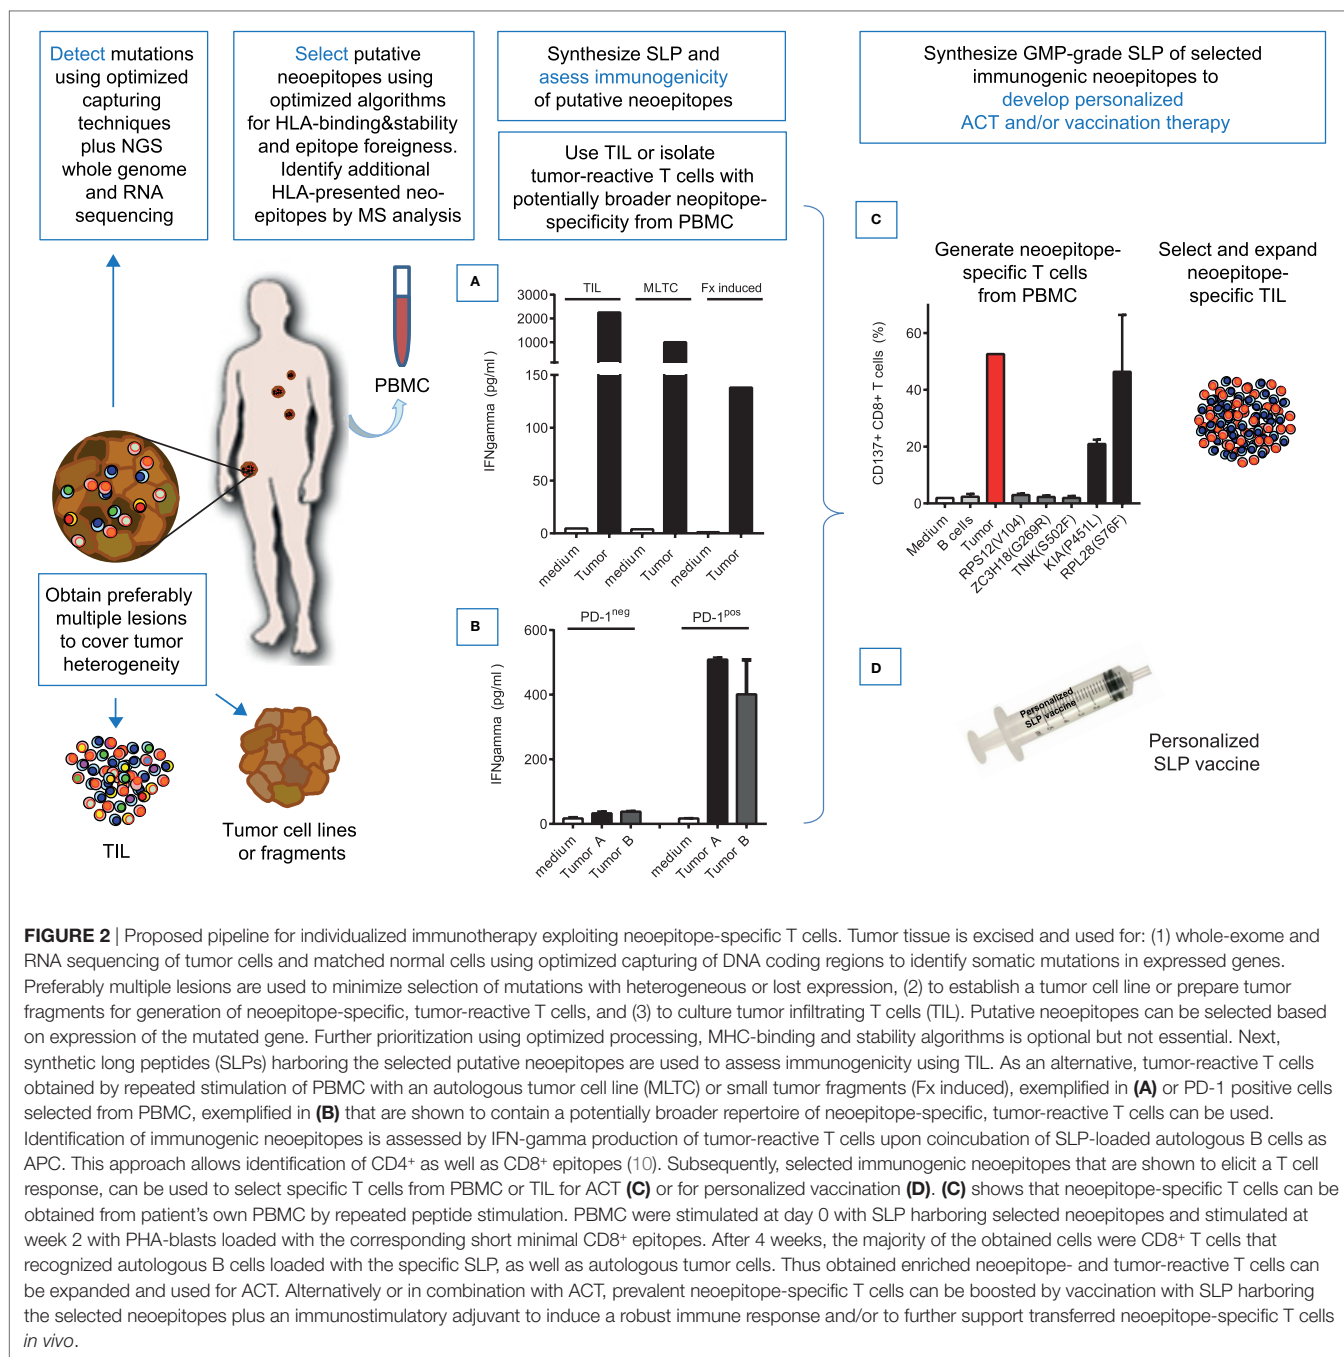 Detect mutations
using optimized
capturing
techniques
plus NGS
whole genome
and RNA
sequencing
Select putative
neoepitopes using
optimized algorithms
for HLA-binding&stability
and epitope foreigness.
Identify additional
HLA-presented neo-
epitopes by MS analysis
Synthesize SLP and
asess immunogenicity
of putative neoepitopes
Use TIL or isolate
tumor-reactive T cells with
potentially broader neopitope-
specificity from PBMC
Synthesize GMP-grade SLP of selected
immunogenic neoepitopes to
develop personalized
ACT and/or vaccination therapy
PBMC
Obtain preferably
multiple lesions
to cover tumor
heterogeneity
TIL
Tumor cell lines
or fragments
A
TIL MLTC Fx induced
IFNgamma (pg/ml)
3000
2000
1000
150
100
50
0
medium Tumor medium Tumor medium Tumor
B
PD-1neg PD-1pos
IFNgamma (pg/ml)
600
400
200
0
medium Tumor A Tumor B medium Tumor A Tumor B
C
Generate neoepitope-
specific T cells
from PBMC
Select and expand
neoepitope-
specific TIL
CD137+ CD8+ T cells (%)
60
40
20
0
Medium B cells Tumor RPS12(V104) ZC3H18(G269R) TNIK(S502F) KIA(P451L) RPL28(S76F)
D
Personalized
SLP vaccine
Personalized
SLP vaccine
FIGURE 2 | Proposed pipeline for individualized immunotherapy exploiting neoepitope-specific T cells. Tumor tissue is excised and used for: (1) whole-exome and
RNA sequencing of tumor cells and matched normal cells using optimized capturing of DNA coding regions to identify somatic mutations in expressed genes.
Preferably multiple lesions are used to minimize selection of mutations with heterogeneous or lost expression, (2) to establish a tumor cell line or prepare tumor
fragments for generation of neoepitope-specific, tumor-reactive T cells, and (3) to culture tumor infiltrating T cells (TIL). Putative neoepitopes can be selected based
on expression of the mutated gene. Further prioritization using optimized processing, MHC-binding and stability algorithms is optional but not essential. Next,
synthetic long peptides (SLPs) harboring the selected putative neoepitopes are used to assess immunogenicity using TIL. As an alternative, tumor-reactive T cells
obtained by repeated stimulation of PBMC with an autologous tumor cell line (MLTC) or small tumor fragments (Fx induced), exemplified in (A) or PD-1 positive cells
selected from PBMC, exemplified in (B) that are shown to contain a potentially broader repertoire of neoepitope-specific, tumor-reactive T cells can be used.
Identification of immunogenic neoepitopes is assessed by IFN-gamma production of tumor-reactive T cells upon coincubation of SLP-loaded autologous B cells as
APC. This approach allows identification of CD4+ as well as CD8+ epitopes (10). Subsequently, selected immunogenic neoepitopes that are shown to elicit a T cell
response, can be used to select specific T cells from PBMC or TIL for ACT (C) or for personalized vaccination (D). (C) shows that neoepitope-specific T cells can be
obtained from patient's own PBMC by repeated peptide stimulation. PBMC were stimulated at day 0 with SLP harboring selected neoepitopes and stimulated at
week 2 with PHA-blasts loaded with the corresponding short minimal CD8+ epitopes. After 4 weeks, the majority of the obtained cells were CD8+ T cells that
recognized autologous B cells loaded with the specific SLP, as well as autologous tumor cells. Thus obtained enriched neoepitope- and tumor-reactive T cells can
be expanded and used for ACT. Alternatively or in combination with ACT, prevalent neoepitope-specific T cells can be boosted by vaccination with SLP harboring
the selected neoepitopes plus an immunostimulatory adjuvant to induce a robust immune response and/or to further support transferred neoepitope-specific T cells
in vivo.